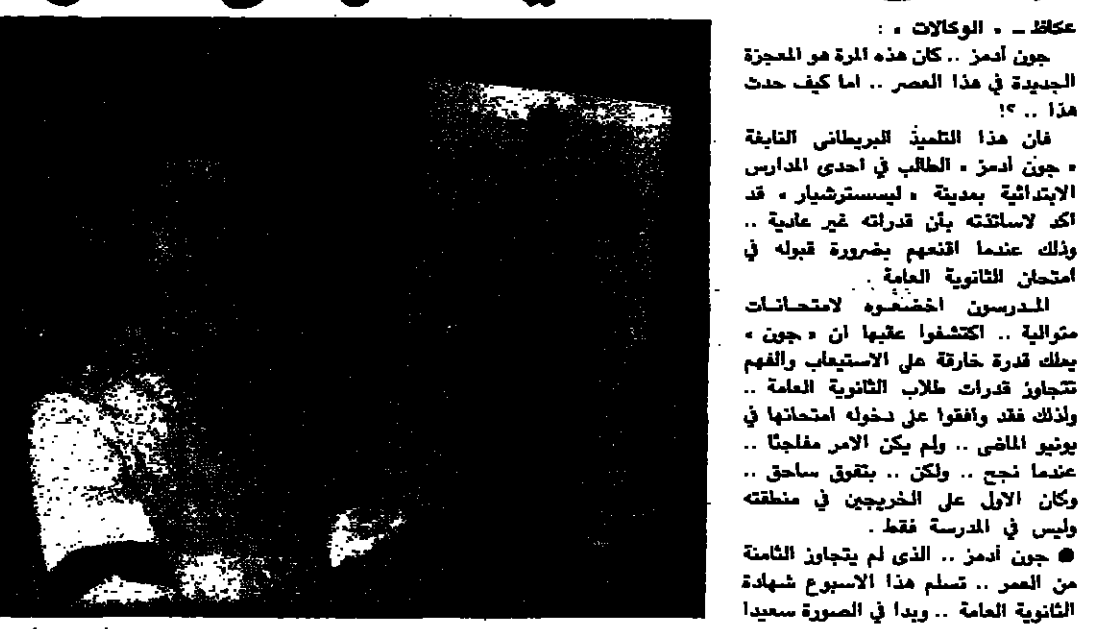 عكاظ ــ « الوكالات » :
جون أدمز .. كان هذه المرة هو المعجزة
الجديدة في هذا العصر .. اما كيف حدث
هذا .. ؟!
فان هذا التلميذ البريطانى النابغة
« جون أدمز » الطالب في احدى المدارس
الابتدائية بمدينة « ليسسترشيار » قد
اكد لاساتذته بأن قدراته غير عادية ..
وذلك عندما اقنعهم بضرورة قبوله في
امتحان الثانوية العامة .
المدرسون اخضعوه لامتحانات
متوالية .. اكتشفوا عقبها ان « جون »
يملك قدرة خارقة على الاستيعاب والفهم
تتجاوز قدرات طلاب الثانوية العامة ..
ولذلك فقد وافقوا على دخوله امتحانها في
يونيو الماضى .. ولم يكن الامر مفاجئا ..
عندما نجح .. ولكن .. بتفوق ساحق ..
وكان الاول على الخريجين في منطقته
وليس في المدرسة فقط .
● جون أدمز .. الذى لم يتجاوز الثامنة
من العمر .. تسلم هذا الاسبوع شهادة
الثانوية العامة .. وبدا في الصورة سعيدا